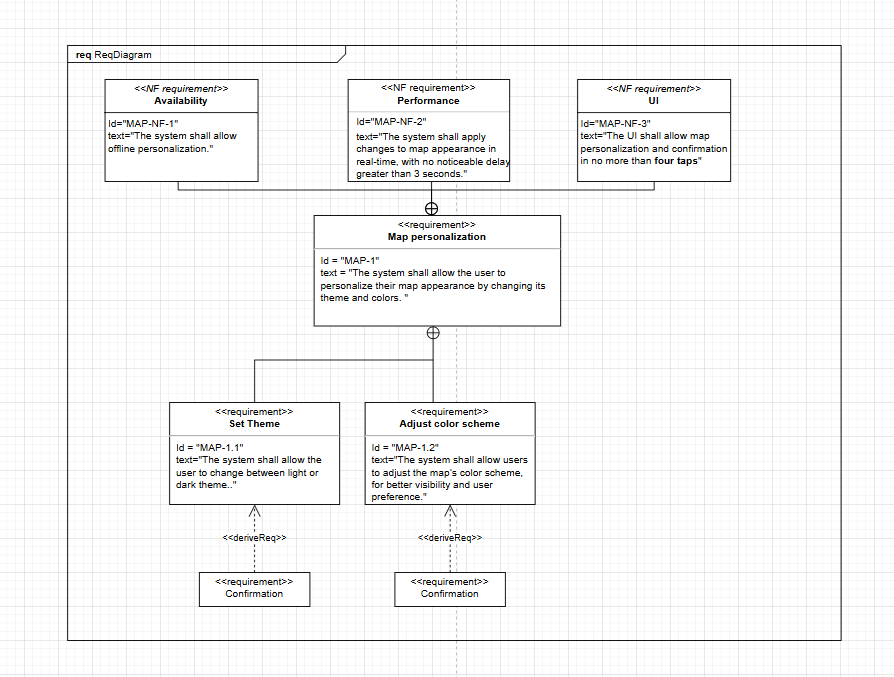 req ReqDiagram
<<NF requirement>>
Availability
Id="MAP-NF-1"
text="The system shall allow
offline personalization."
<<NF requirement>>
Performance
Id="MAP-NF-2"
text="The system shall apply
changes to map appearance in
real-time, with no noticeable delay
greater than 3 seconds."
<<NF requirement>>
UI
Id="MAP-NF-3"
text="The UI shall allow map
personalization and confirmation
in no more than four taps"
<<requirement>>
Map personalization
Id = "MAP-1"
text = "The system shall allow the user to
personalize their map appearance by changing its
theme and colors. "
<<requirement>>
Set Theme
Id = "MAP-1.1"
text="The system shall allow the
user to change between light or
dark theme.."
<<requirement>>
Adjust color scheme
Id = "MAP-1.2"
text="The system shall allow users
to adjust the map's color scheme,
for better visibility and user
preference."
<<deriveReq>>
<<deriveReq>>
<<requirement>>
Confirmation
<<requirement>>
Confirmation